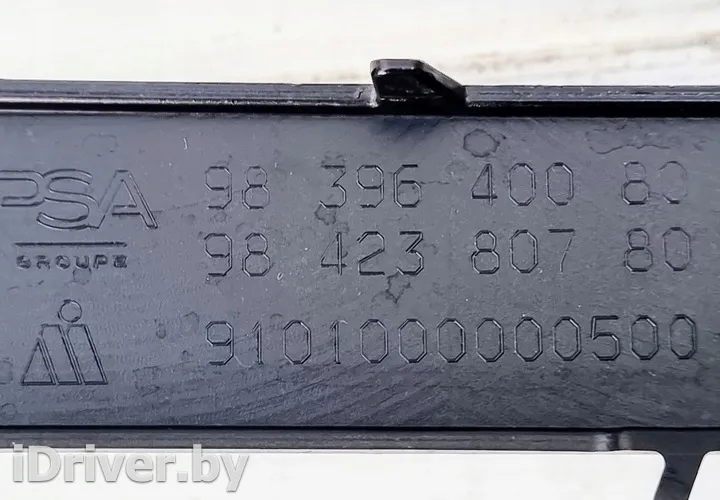 PSA 98 396 400 80
GROUPE 98 423 807 80
9101000000500
iDriver.by